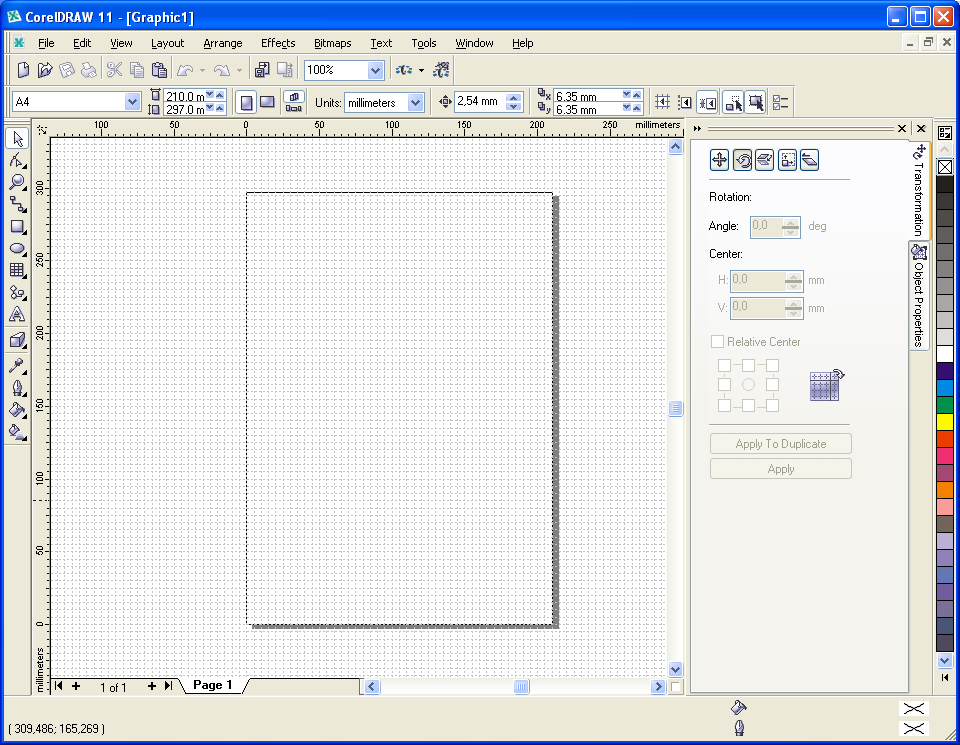 CorelDRAW 11 - [Graphic1]
File Edit View Layout Arrange Effects Bitmaps Text Tools Window Help
100%
A4
210.0 m
297.0 m
Units: millimeters
2,54 mm
6.35 mm
6.35 mm
100 50 0 50 100 150 200 250 millimeters
300
250
200
150
100
50
0
millimeters
Rotation:
Angle: 0,0 deg
Center:
H: 0,0 mm
V: 0,0 mm
Relative Center
Apply To Duplicate
Apply
Transformation
Object Properties
1 of 1
Page 1
( 309,486; 165,269 )